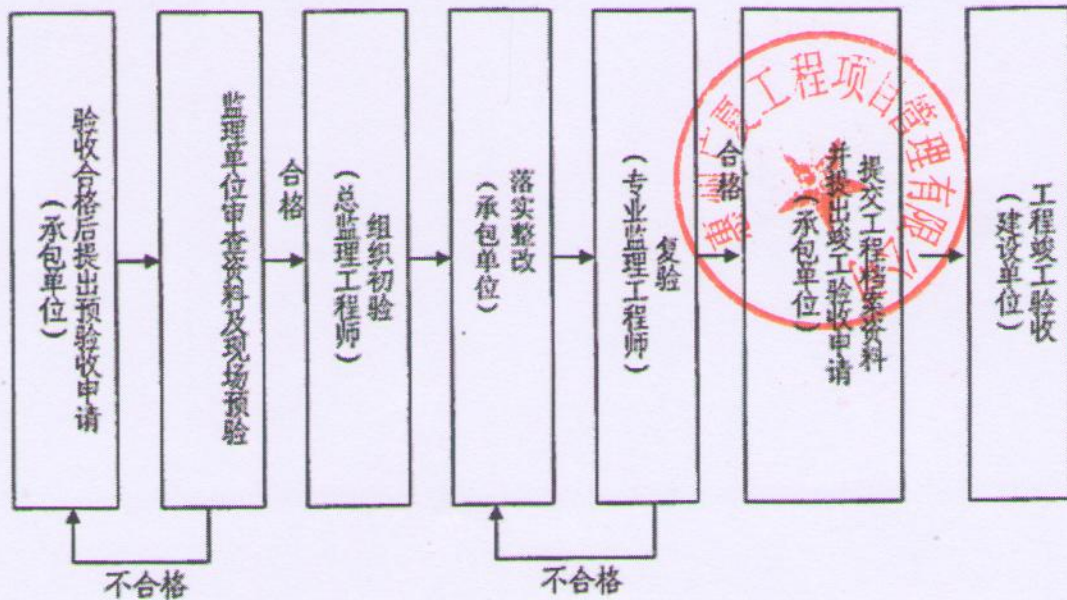 验收合格后提出预验收申请
(承包单位)
监理单位审查资料及现场预验
合格
组织初验
(总监理工程师)
落实整改
(承包单位)
复验
(专业监理工程师)
合格
提交工程档案资料
并提出竣工验收申请
(承包单位)
工程竣工验收
(建设单位)
不合格
不合格
惠州广厦工程项目管理有限公司